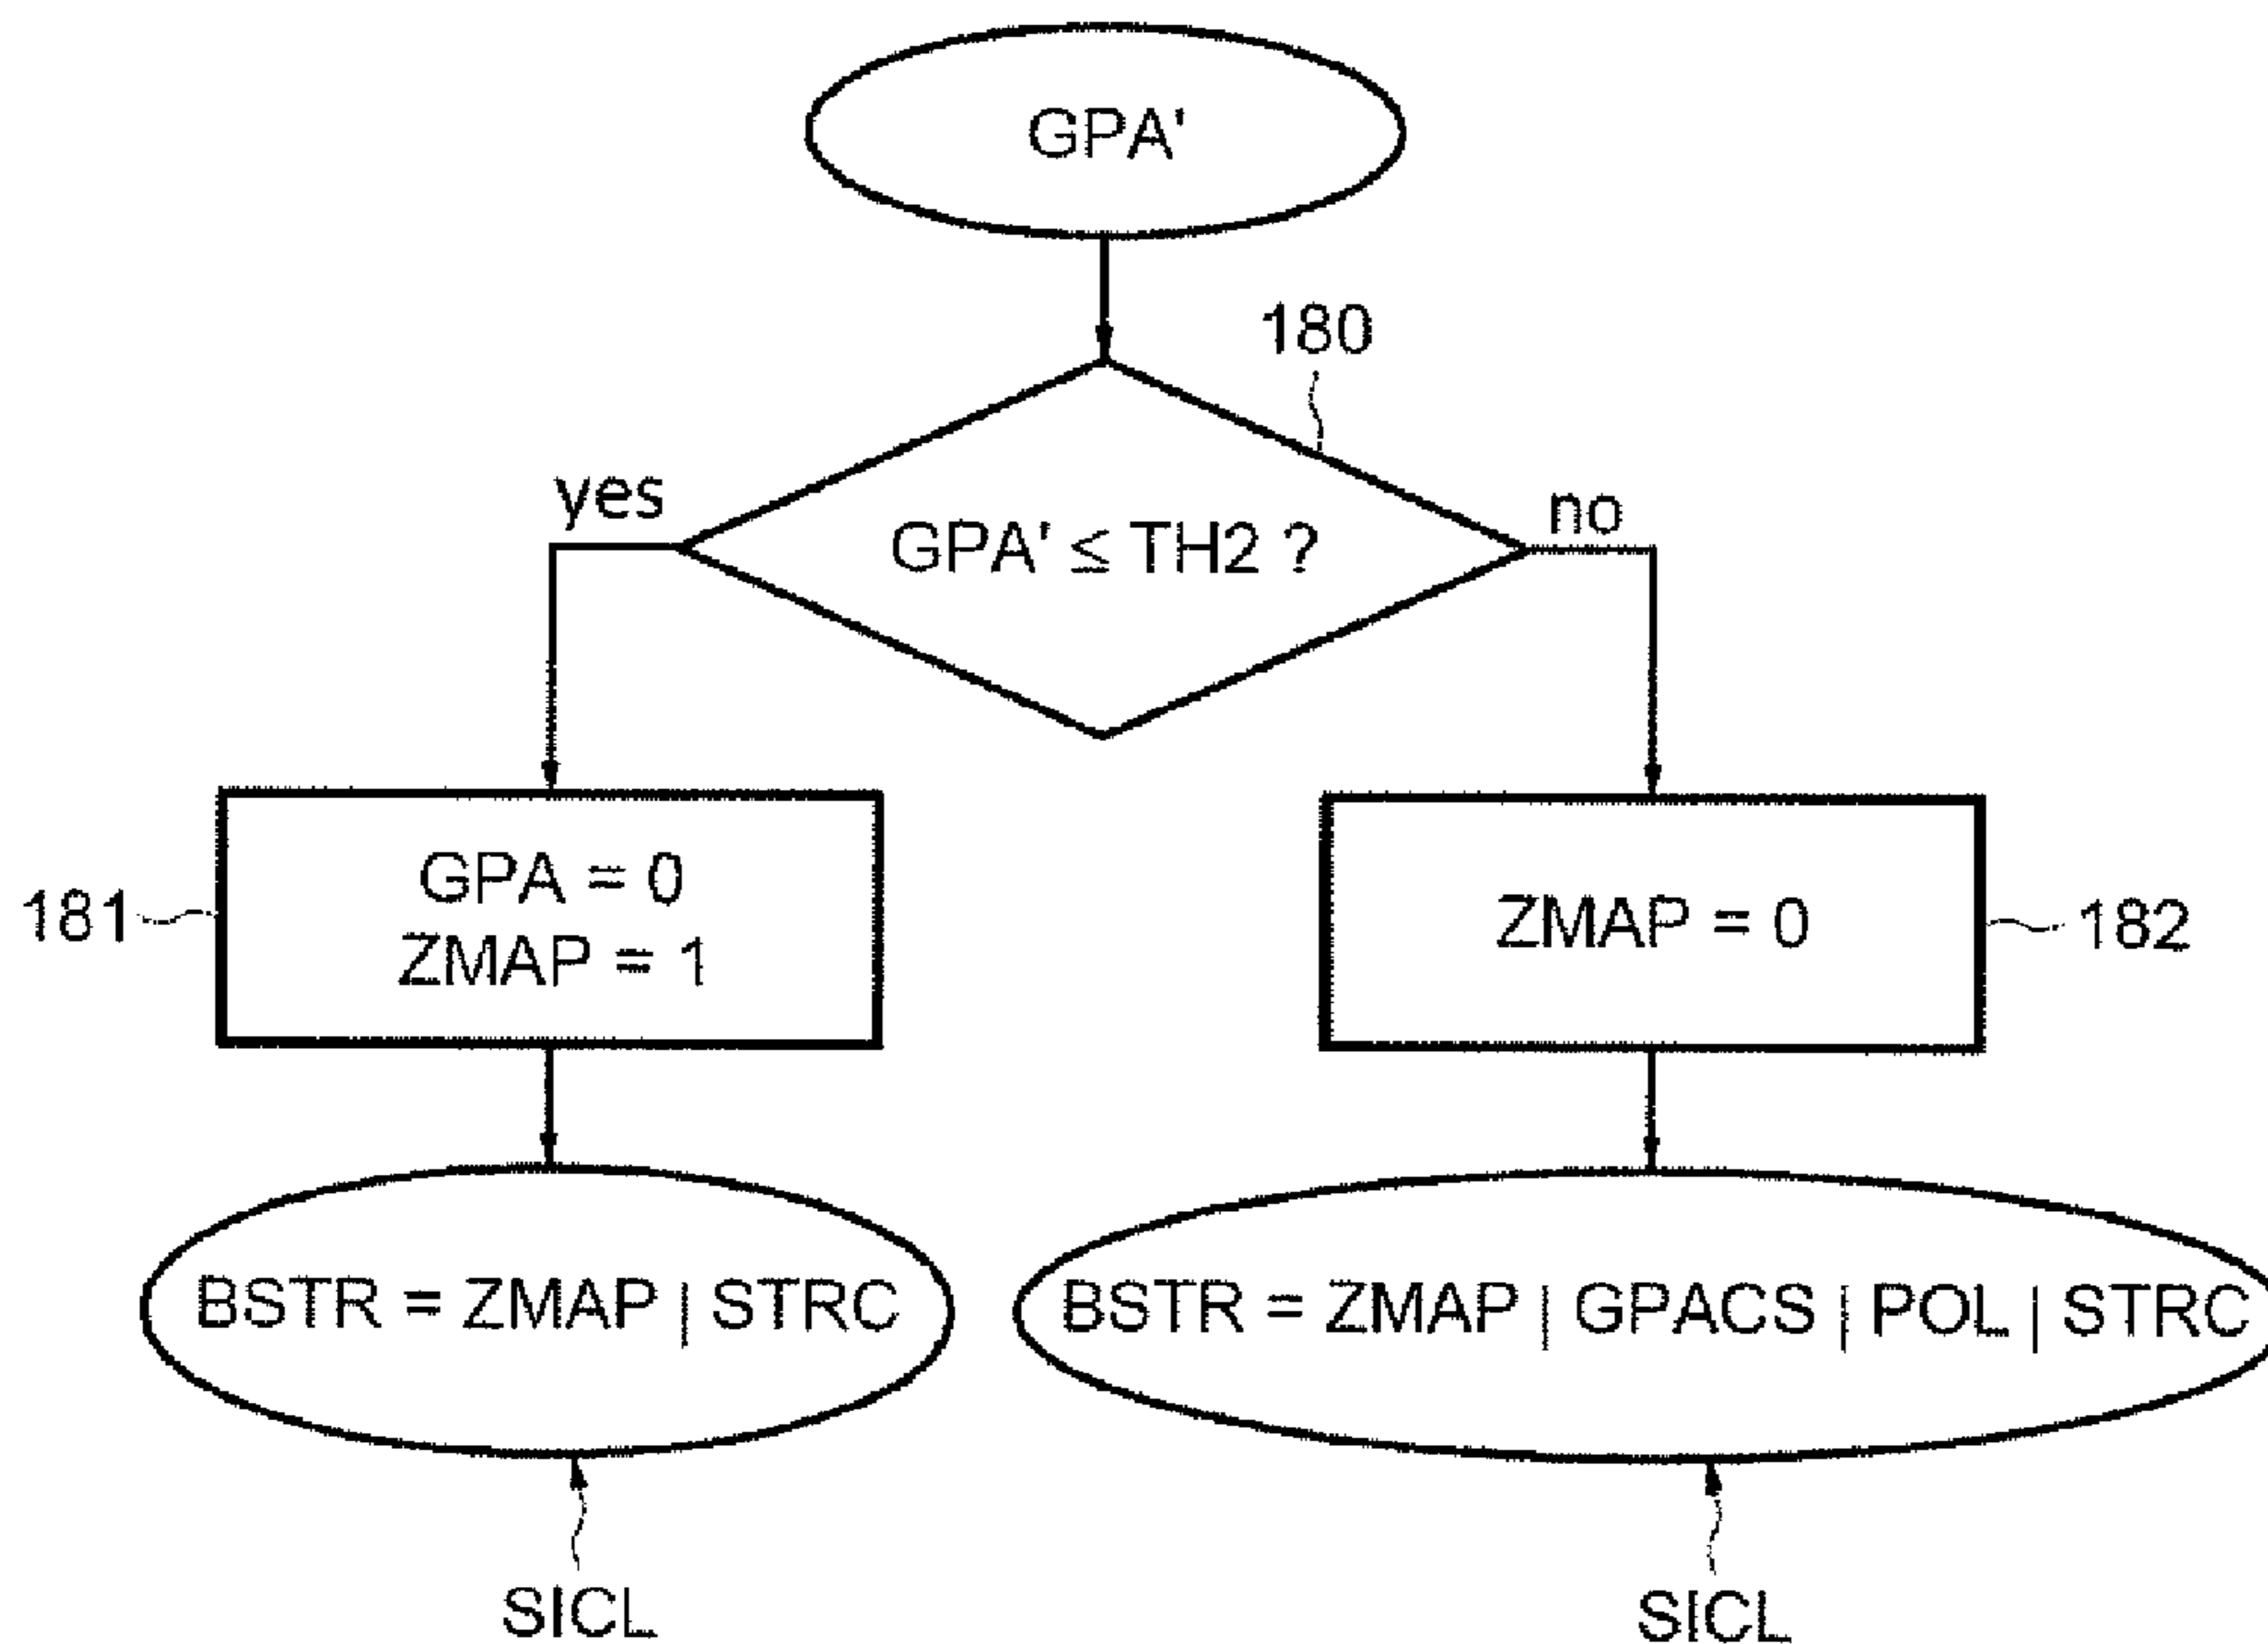 GPA'
180
yes
no
GPA' ≤ TH2 ?
GPA = 0
ZMAP = 1
181
ZMAP = 0
182
BSTR = ZMAP | STRC
BSTR = ZMAP | GPACS | POL | STRC
SICL
SICL